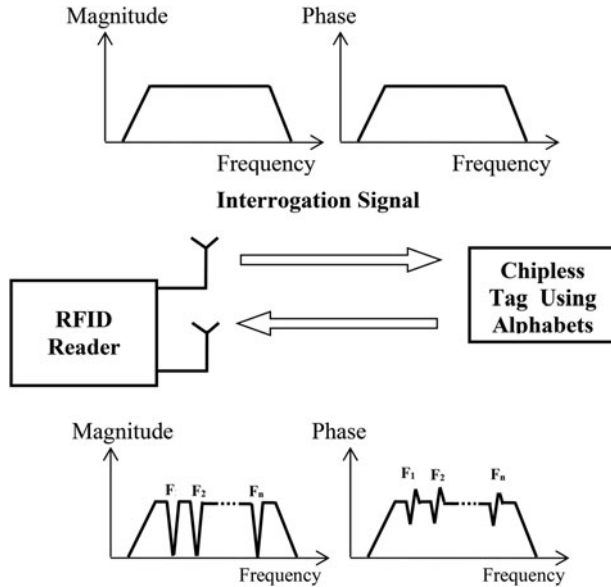 Magnitude
Phase
Frequency
Frequency
Interrogation Signal
RFID
Reader
Chipless
Tag Using
Alphabets
Magnitude
Phase
F
F2
Fn
F1
F2
Fn
Frequency
Frequency